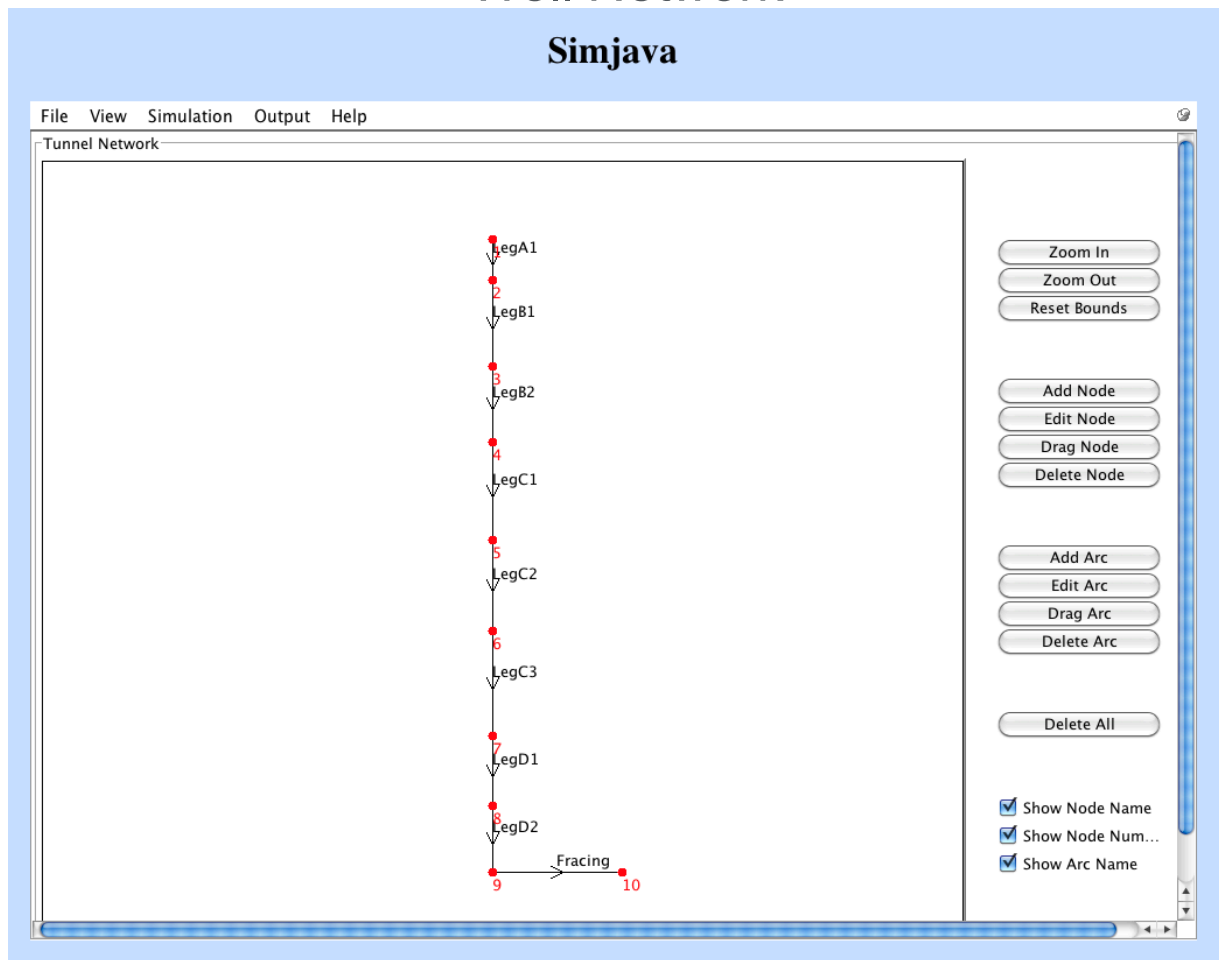 Simjava
File View Simulation Output Help
Tunnel Network
LegA1
1
2
LegB1
3
LegB2
4
LegC1
5
LegC2
6
LegC3
7
LegD1
8
LegD2
Fracing
9
10
Zoom In
Zoom Out
Reset Bounds
Add Node
Edit Node
Drag Node
Delete Node
Add Arc
Edit Arc
Drag Arc
Delete Arc
Delete All
Show Node Name
Show Node Num...
Show Arc Name